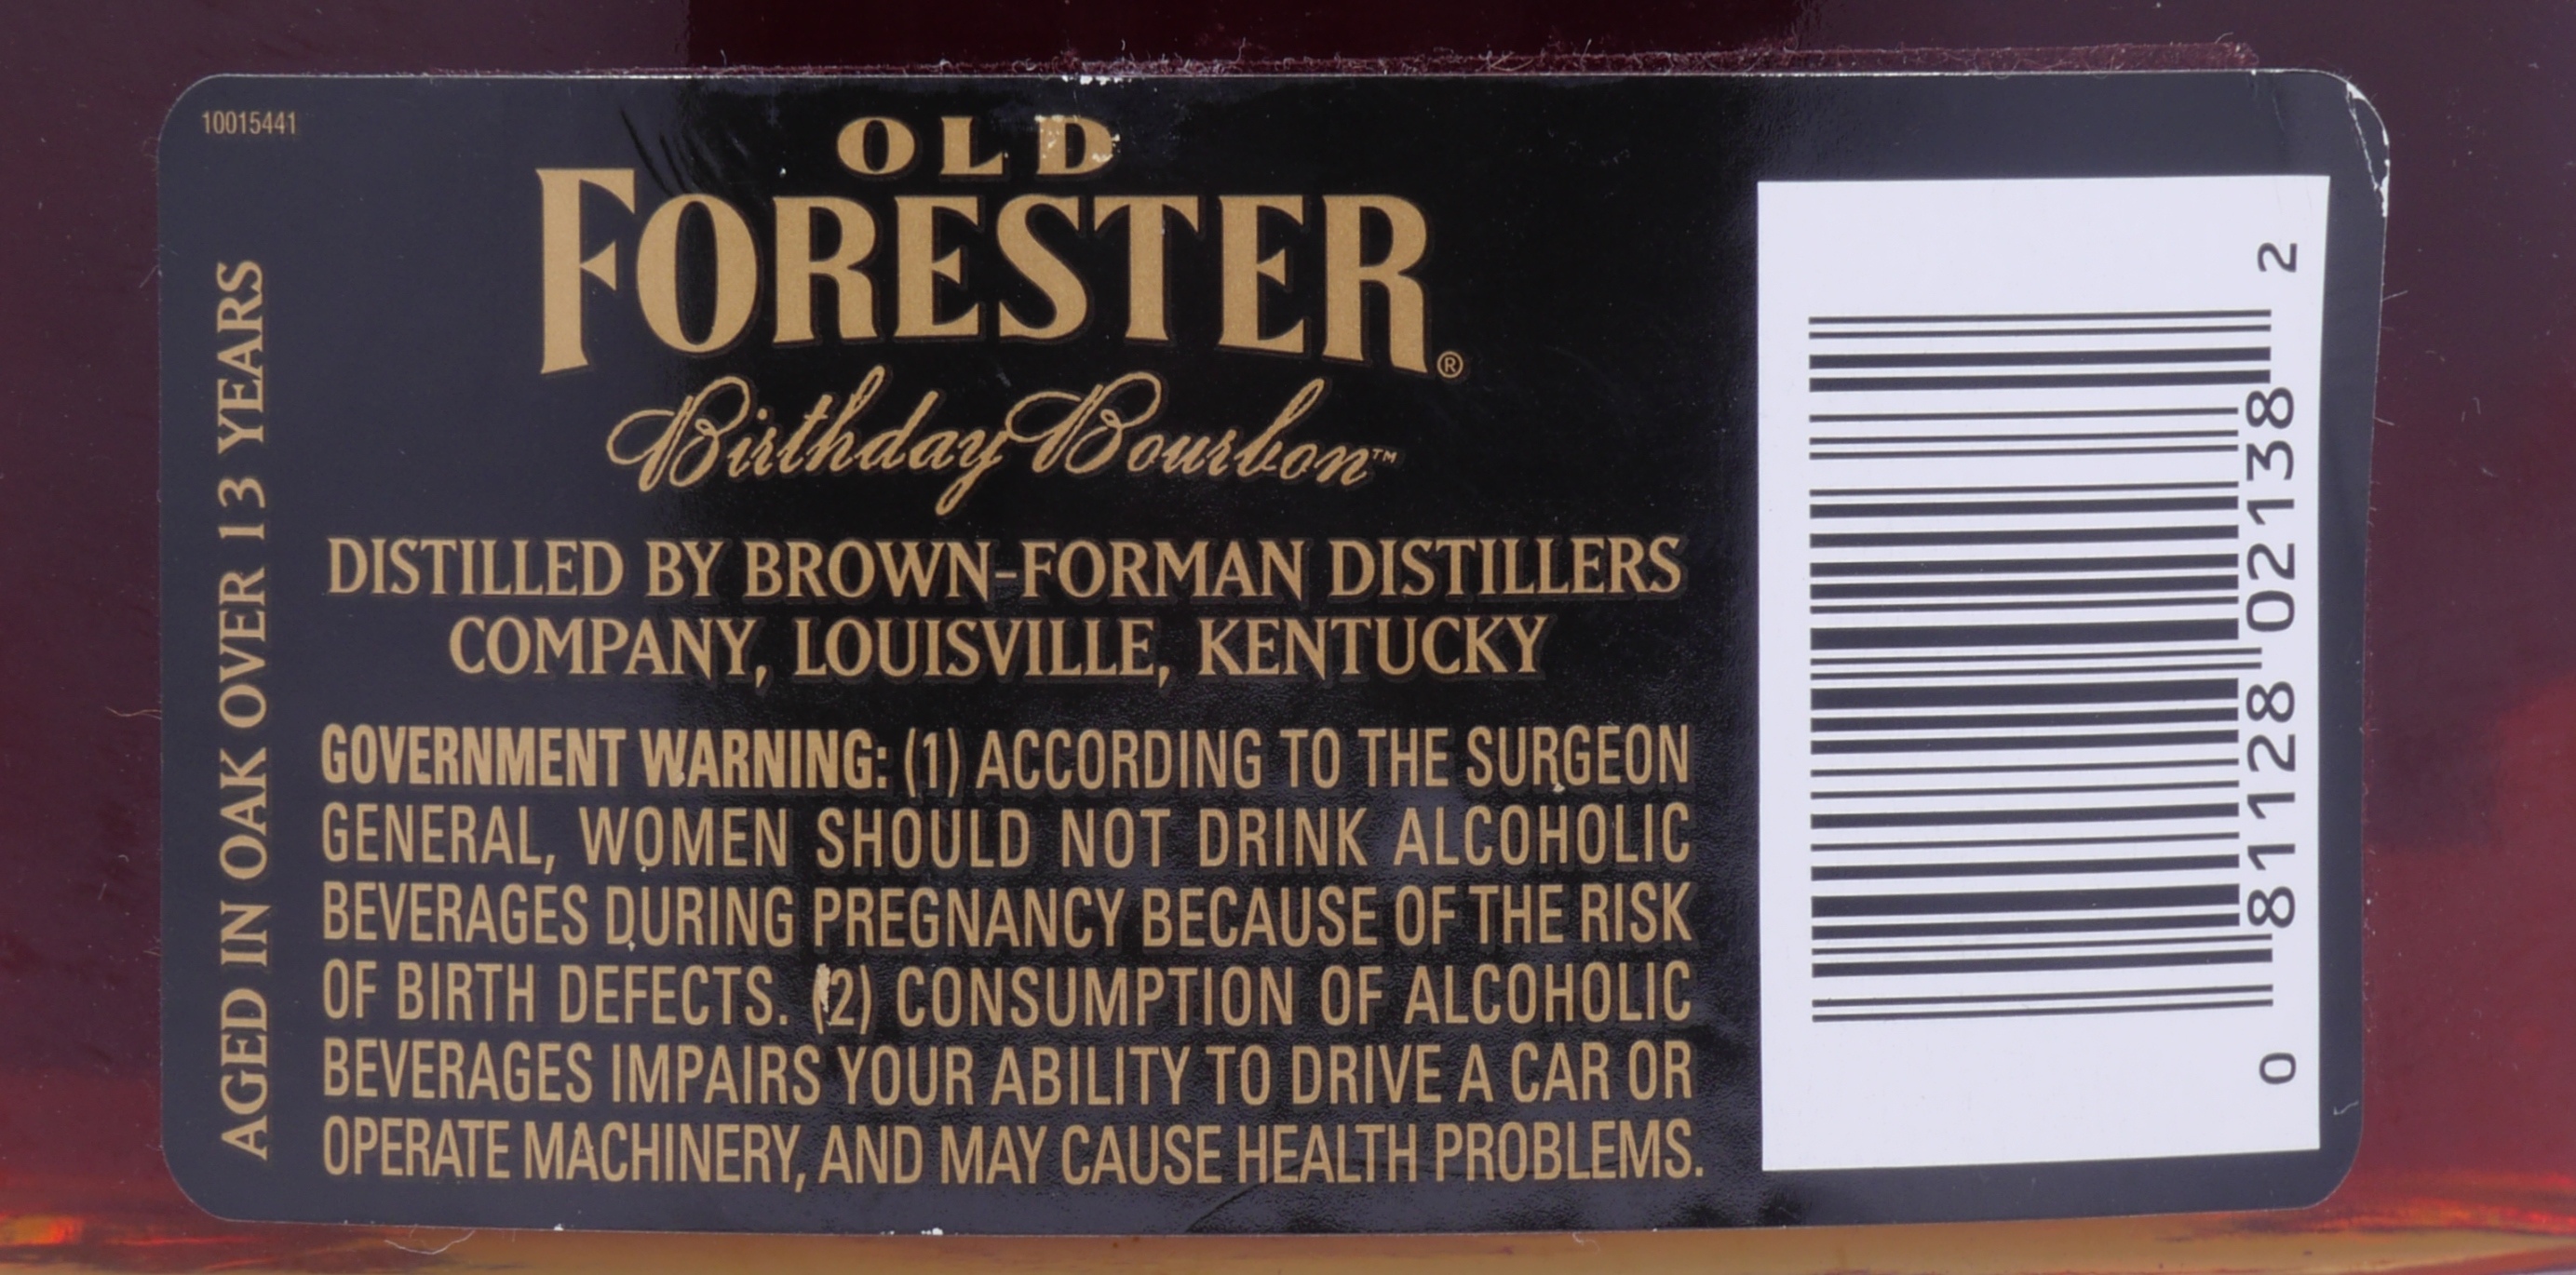 10015441
AGED IN OAK OVER 13 YEARS
OLD
FORESTER®
Birthday Bourbon™
DISTILLED BY BROWN-FORMAN DISTILLERS
COMPANY, LOUISVILLE, KENTUCKY
GOVERNMENT WARNING: (1) ACCORDING TO THE SURGEON
GENERAL, WOMEN SHOULD NOT DRINK ALCOHOLIC
BEVERAGES DURING PREGNANCY BECAUSE OF THE RISK
OF BIRTH DEFECTS. (2) CONSUMPTION OF ALCOHOLIC
BEVERAGES IMPAIRS YOUR ABILITY TO DRIVE A CAR OR
OPERATE MACHINERY, AND MAY CAUSE HEALTH PROBLEMS.
0 81128 02138 2